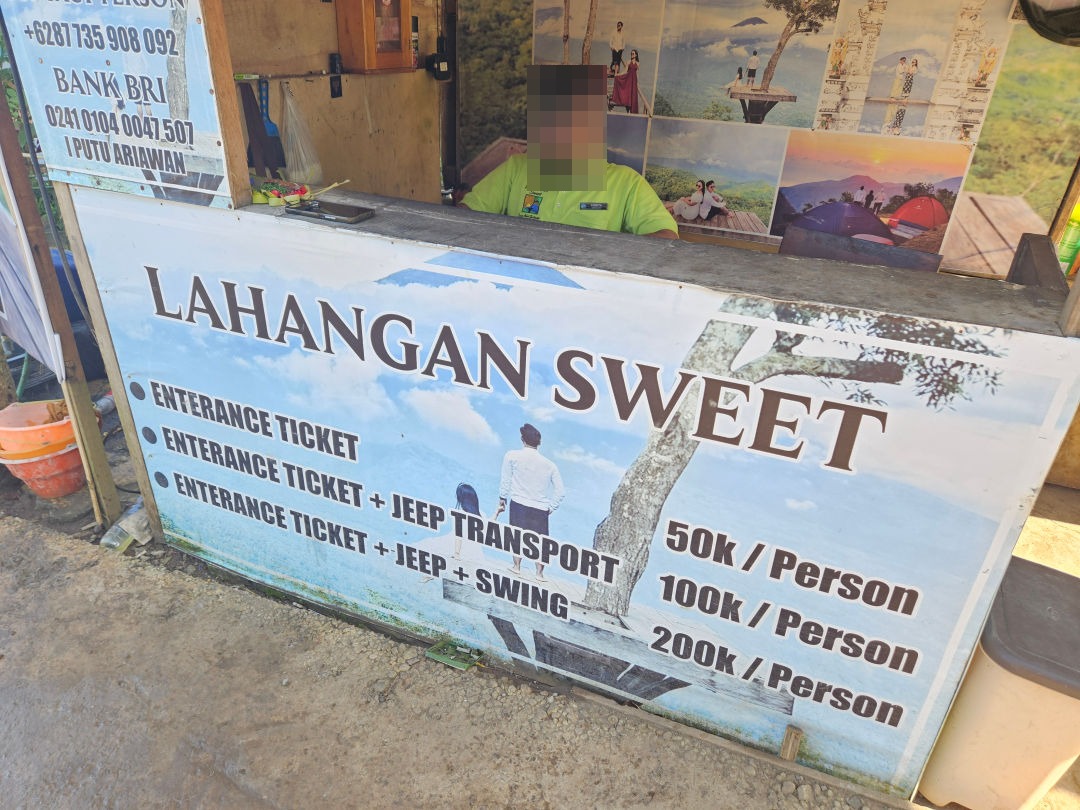 +6287 735 908 092
BANK BRI
0241 0104 0047 507
I PUTU ARIAWAN
LAHANGAN SWEET
• ENTERANCE TICKET 50k / Person
• ENTERANCE TICKET + JEEP TRANSPORT 100k / Person
• ENTERANCE TICKET + JEEP + SWING 200k / Person